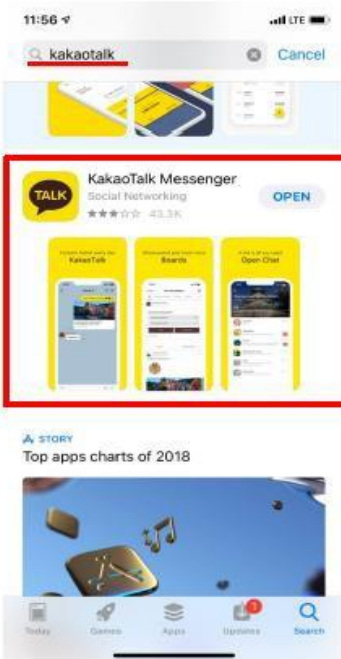 11:56
LTE
kakaotalk
Cancel
TALK
KakaoTalk Messenger
Social Networking
43.3K
OPEN
KakaoTalk
Boards
Open Chat
STORY
Top apps charts of 2018
1
Today
Games
Apps
Updates
Search